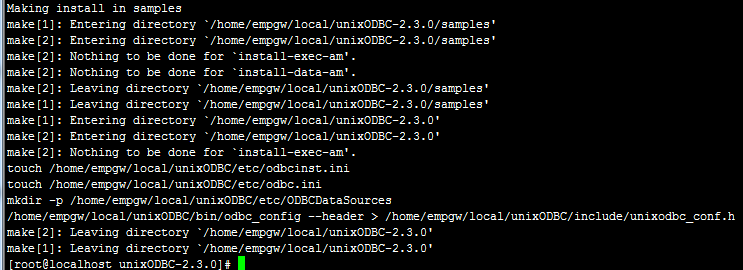 Making install in samples
make[1]: Entering directory `/home/empgw/local/unixODBC-2.3.0/samples'
make[2]: Entering directory `/home/empgw/local/unixODBC-2.3.0/samples'
make[2]: Nothing to be done for `install-exec-am'.
make[2]: Nothing to be done for `install-data-am'.
make[2]: Leaving directory `/home/empgw/local/unixODBC-2.3.0/samples'
make[1]: Leaving directory `/home/empgw/local/unixODBC-2.3.0/samples'
make[1]: Entering directory `/home/empgw/local/unixODBC-2.3.0'
make[2]: Entering directory `/home/empgw/local/unixODBC-2.3.0'
make[2]: Nothing to be done for `install-exec-am'.
touch /home/empgw/local/unixODBC/etc/odbcinst.ini
touch /home/empgw/local/unixODBC/etc/odbc.ini
mkdir -p /home/empgw/local/unixODBC/etc/ODBCDataSources
/home/empgw/local/unixODBC/bin/odbc_config --header > /home/empgw/local/unixODBC/include/unixodbc_conf.h
make[2]: Leaving directory `/home/empgw/local/unixODBC-2.3.0'
make[1]: Leaving directory `/home/empgw/local/unixODBC-2.3.0'
[root@localhost unixODBC-2.3.0]#